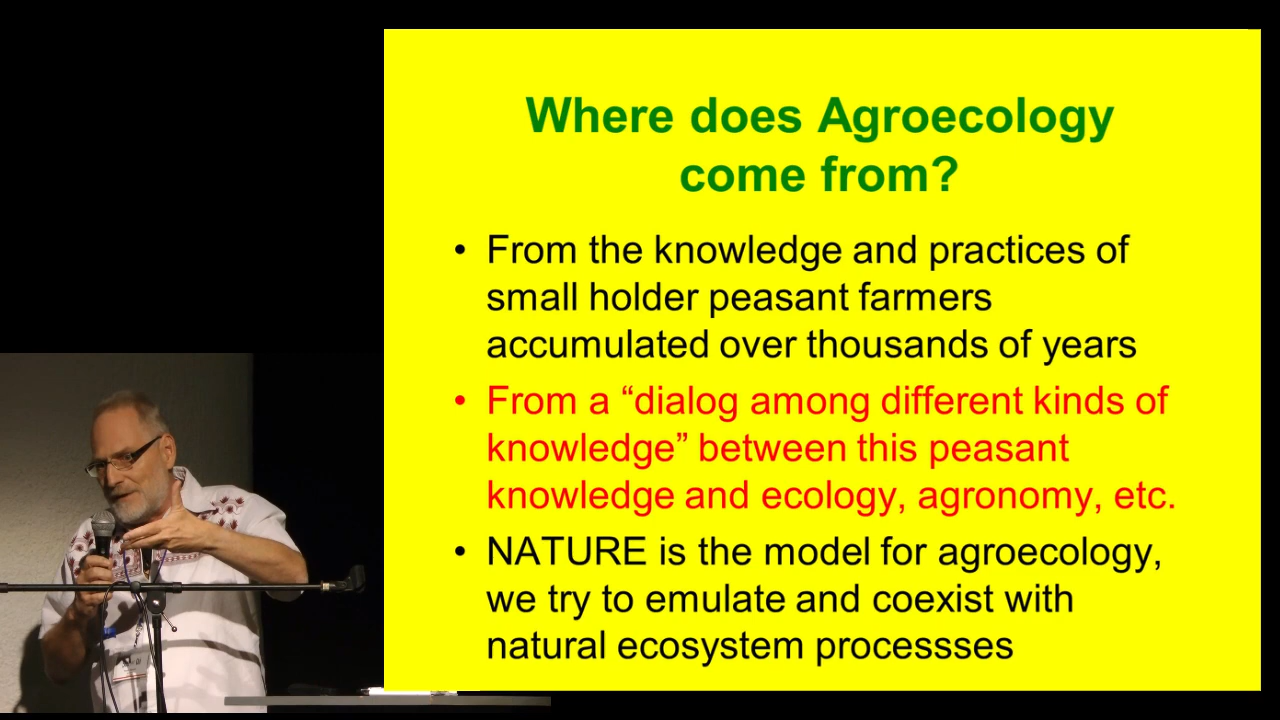 Where does Agroecology
come from?
• From the knowledge and practices of
small holder peasant farmers
accumulated over thousands of years
• From a “dialog among different kinds of
knowledge” between this peasant
knowledge and ecology, agronomy, etc.
• NATURE is the model for agroecology,
we try to emulate and coexist with
natural ecosystem processses